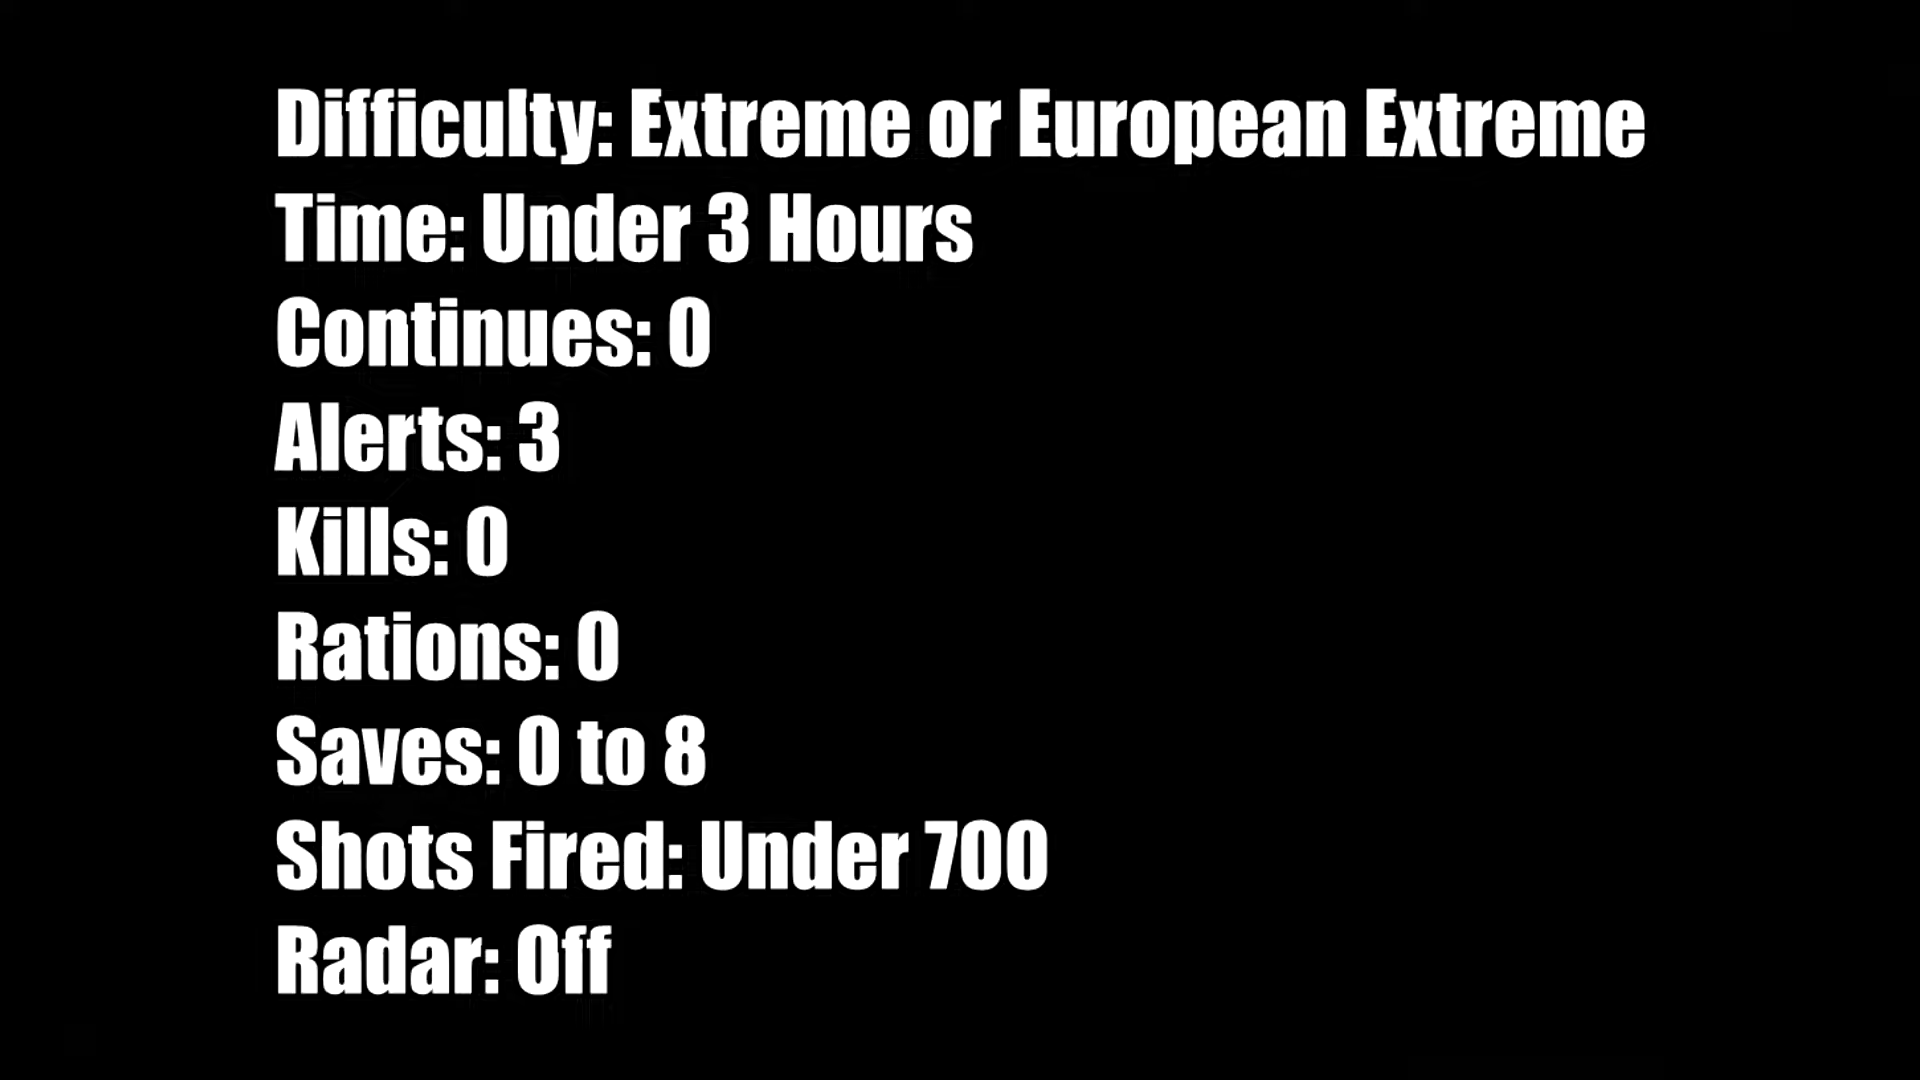 Difficulty: Extreme or European Extreme
Time: Under 3 Hours
Continues: 0
Alerts: 3
Kills: 0
Rations: 0
Saves: 0 to 8
Shots Fired: Under 700
Radar: Off